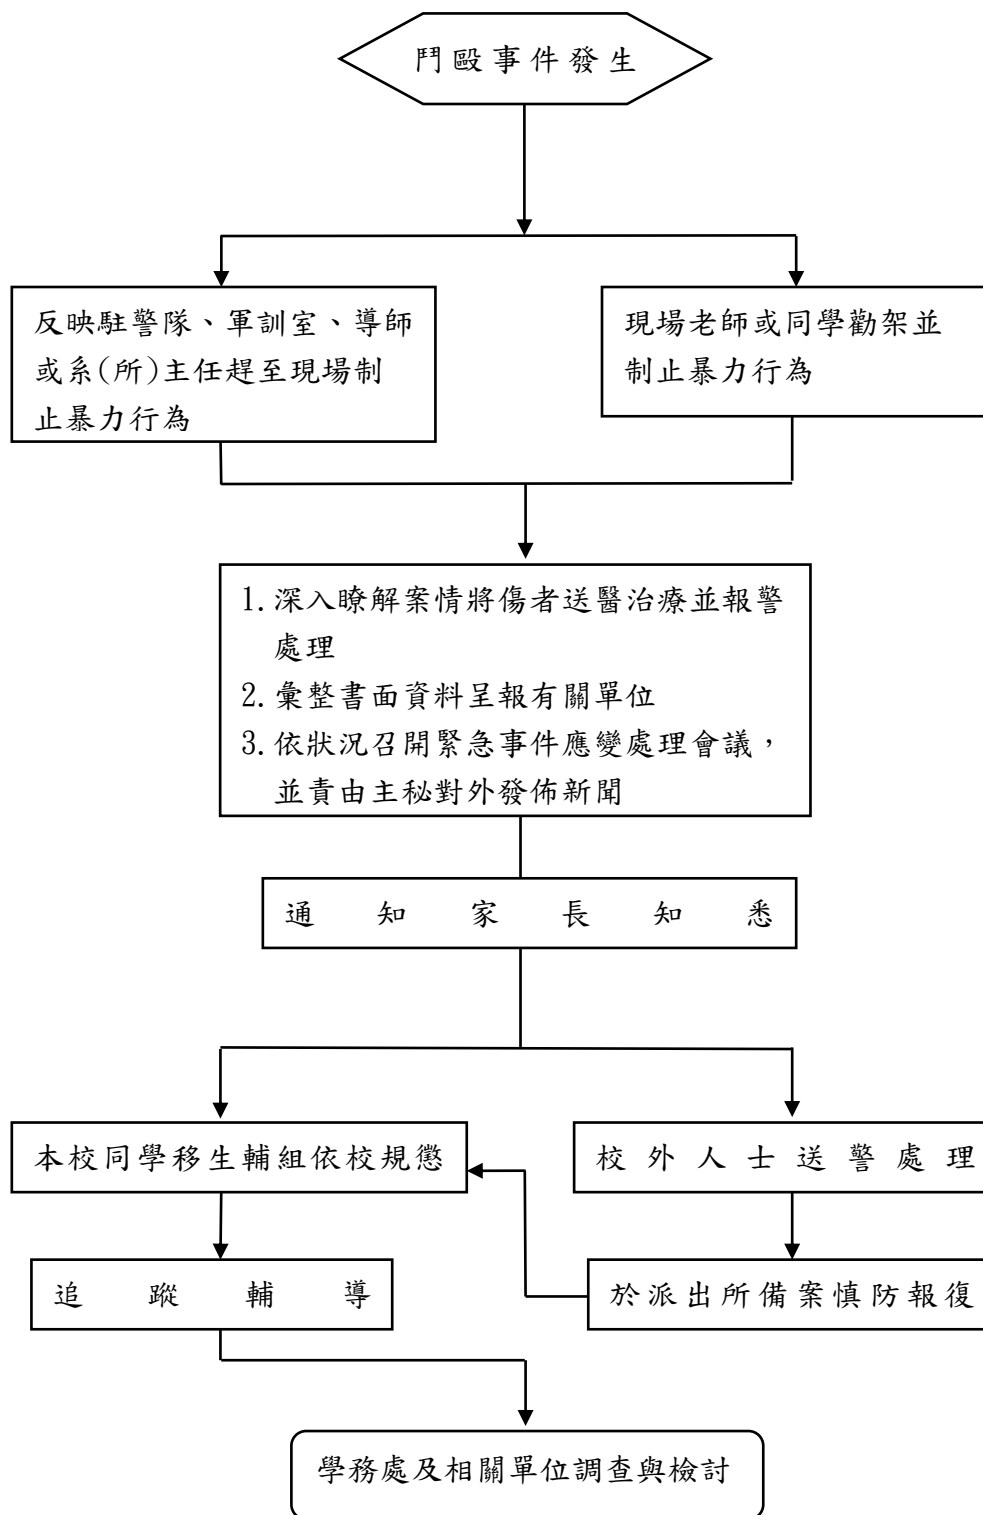 鬥毆事件發生
反映駐警隊、軍訓室、導師
或系(所)主任趕至現場制
止暴力行為
現場老師或同學勸架並
制止暴力行為
1. 深入瞭解案情將傷者送醫治療並報警
處理
2. 彙整書面資料呈報有關單位
3. 依狀況召開緊急事件應變處理會議，
並責由主秘對外發佈新聞
通知家長知悉
本校同學移生輔組依校規懲
校外人士送警處理
追蹤輔導
於派出所備案慎防報復
學務處及相關單位調查與檢討